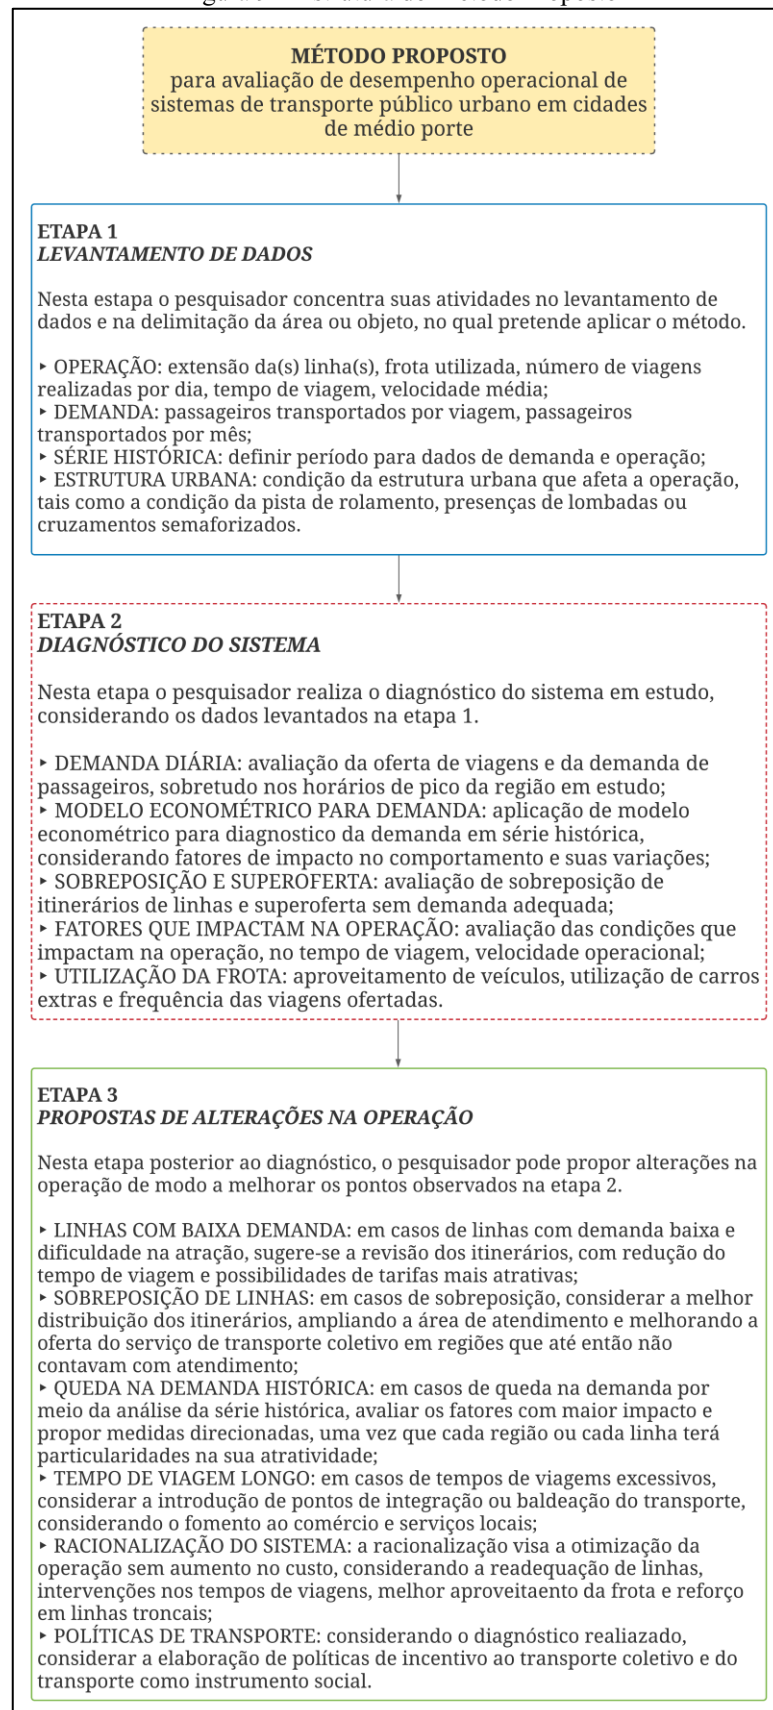 MÉTODO PROPOSTO
para avaliação de desempenho operacional de
sistemas de transporte público urbano em cidades
de médio porte
ETAPA 1
LEVANTAMENTO DE DADOS
Nesta estapa o pesquisador concentra suas atividades no levantamento de
dados e na delimitação da área ou objeto, no qual pretende aplicar o método.
‣ OPERAÇÃO: extensão da(s) linha(s), frota utilizada, número de viagens
realizadas por dia, tempo de viagem, velocidade média;
‣ DEMANDA: passageiros transportados por viagem, passageiros
transportados por mês;
‣ SÉRIE HISTÓRICA: definir período para dados de demanda e operação;
‣ ESTRUTURA URBANA: condição da estrutura urbana que afeta a operação,
tais como a condição da pista de rolamento, presenças de lombadas ou
cruzamentos semaforizados.
ETAPA 2
DIAGNÓSTICO DO SISTEMA
Nesta etapa o pesquisador realiza o diagnóstico do sistema em estudo,
considerando os dados levantados na etapa 1.
‣ DEMANDA DIÁRIA: avaliação da oferta de viagens e da demanda de
passageiros, sobretudo nos horários de pico da região em estudo;
‣ MODELO ECONOMÉTRICO PARA DEMANDA: aplicação de modelo
econométrico para diagnostico da demanda em série histórica,
considerando fatores de impacto no comportamento e suas variações;
‣ SOBREPOSIÇÃO E SUPEROFERTA: avaliação de sobreposição de
itinerários de linhas e superoferta sem demanda adequada;
‣ FATORES QUE IMPACTAM NA OPERAÇÃO: avaliação das condições que
impactam na operação, no tempo de viagem, velocidade operacional;
‣ UTILIZAÇÃO DA FROTA: aproveitamento de veículos, utilização de carros
extras e frequência das viagens ofertadas.
ETAPA 3
PROPOSTAS DE ALTERAÇÕES NA OPERAÇÃO
Nesta etapa posterior ao diagnóstico, o pesquisador pode propor alterações na
operação de modo a melhorar os pontos observados na etapa 2.
‣ LINHAS COM BAIXA DEMANDA: em casos de linhas com demanda baixa e
dificuldade na atração, sugere-se a revisão dos itinerários, com redução do
tempo de viagem e possibilidades de tarifas mais atrativas;
‣ SOBREPOSIÇÃO DE LINHAS: em casos de sobreposição, considerar a melhor
distribuição dos itinerários, ampliando a área de atendimento e melhorando a
oferta do serviço de transporte coletivo em regiões que até então não
contavam com atendimento;
‣ QUEDA NA DEMANDA HISTÓRICA: em casos de queda na demanda por
meio da análise da série histórica, avaliar os fatores com maior impacto e
propor medidas direcionadas, uma vez que cada região ou cada linha terá
particularidades na sua atratividade;
‣ TEMPO DE VIAGEM LONGO: em casos de tempos de viagems excessivos,
considerar a introdução de pontos de integração ou baldeação do transporte,
considerando o fomento ao comércio e serviços locais;
‣ RACIONALIZAÇÃO DO SISTEMA: a racionalização visa a otimização da
operação sem aumento no custo, considerando a readequação de linhas,
intervenções nos tempos de viagens, melhor aproveitaento da frota e reforço
em linhas troncais;
‣ POLÍTICAS DE TRANSPORTE: considerando o diagnóstico realiazado,
considerar a elaboração de políticas de incentivo ao transporte coletivo e do
transporte como instrumento social.